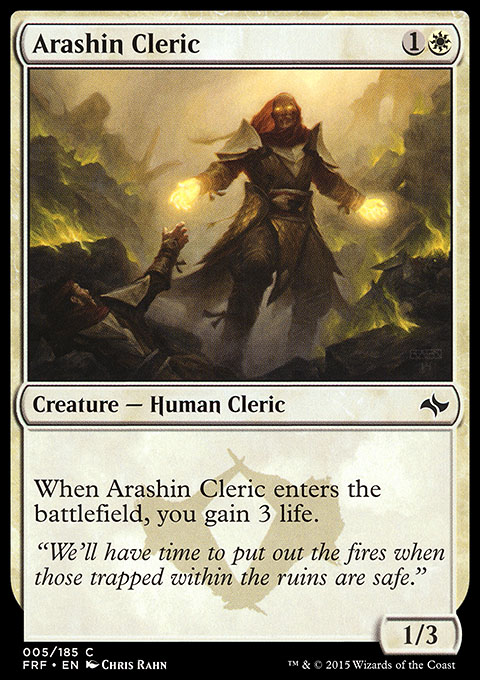 Arashin Cleric 1
Creature — Human Cleric
When Arashin Cleric enters the
battlefield, you gain 3 life.
“We’ll have time to put out the fires when
those trapped within the ruins are safe.”
1/3
005/185 C
FRF • EN Chris Rahn
™ & © 2015 Wizards of the Coast